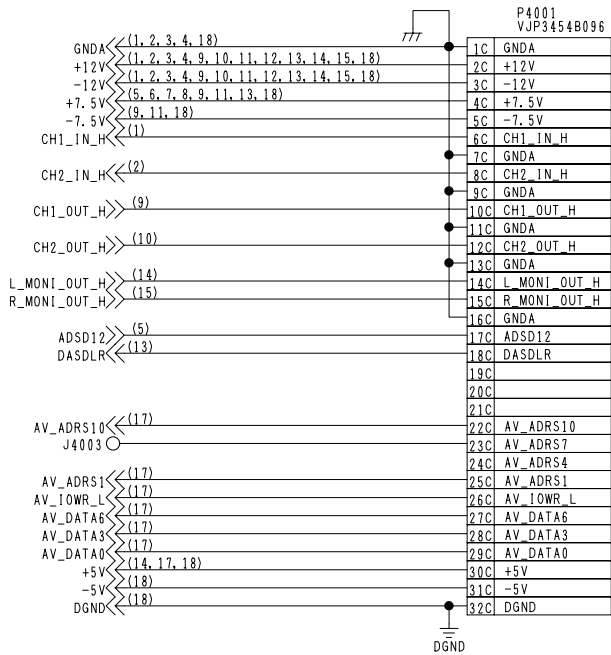 P4001
VJP3454B096
GNDA (1, 2, 3, 4, 18) 1C GNDA
+12V (1, 2, 3, 4, 9, 10, 11, 12, 13, 14, 15, 18) 2C +12V
-12V (1, 2, 3, 4, 9, 10, 11, 12, 13, 14, 15, 18) 3C -12V
+7.5V (5, 6, 7, 8, 9, 11, 13, 18) 4C +7.5V
-7.5V (9, 11, 18) 5C -7.5V
CH1_IN_H (1) 6C CH1_IN_H
7C GNDA
CH2_IN_H (2) 8C CH2_IN_H
9C GNDA
CH1_OUT_H (9) 10C CH1_OUT_H
11C GNDA
CH2_OUT_H (10) 12C CH2_OUT_H
13C GNDA
L_MONI_OUT_H (14) 14C L_MONI_OUT_H
R_MONI_OUT_H (15) 15C R_MONI_OUT_H
16C GNDA
ADSD12 (5) 17C ADSD12
DASDLR (13) 18C DASDLR
19C
20C
21C
AV_ADRS10 (17) 22C AV_ADRS10
J4003 23C AV_ADRS7
24C AV_ADRS4
AV_ADRS1 (17) 25C AV_ADRS1
AV_IOWR_L (17) 26C AV_IOWR_L
AV_DATA6 (17) 27C AV_DATA6
AV_DATA3 (17) 28C AV_DATA3
AV_DATA0 (17) 29C AV_DATA0
+5V (14, 17, 18) 30C +5V
-5V (18) 31C -5V
DGND (18) 32C DGND
DGND